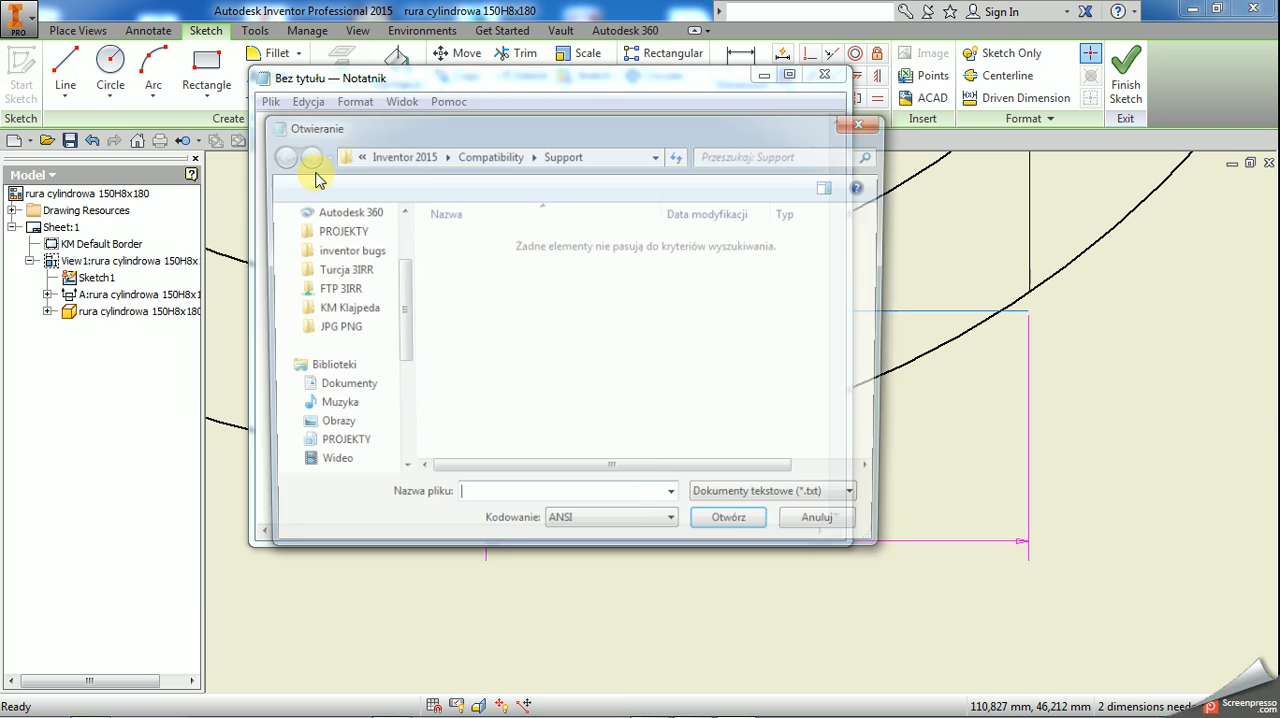 Autodesk Inventor Professional 2015 rura cylindrowa 150H8x180
Sign In
PRO
Place Views Annotate Sketch Tools Manage View Environments Get Started Vault Autodesk 360
Start Sketch
Line
Circle
Arc
Rectangle
Fillet
Move
Trim
Scale
Rectangular
Image
Points
ACAD
Sketch Only
Centerline
Driven Dimension
Finish Sketch
Sketch
Create
Insert
Format
Exit
Bez tytułu — Notatnik
Plik Edycja Format Widok Pomoc
Otwieranie
« Inventor 2015 Compatibility Support
Przeszukaj: Support
Nazwa Data modyfikacji Typ
Żadne elementy nie pasują do kryteriów wyszukiwania.
Autodesk 360
PROJEKTY
inventor bugs
Turcja 3IRR
FTP 3IRR
KM Klajpeda
JPG PNG
Biblioteki
Dokumenty
Muzyka
Obrazy
PROJEKTY
Wideo
Nazwa pliku:
Dokumenty tekstowe (*.txt)
Kodowanie: ANSI
Otwórz
Anuluj
Model
rura cylindrowa 150H8x180
Drawing Resources
Sheet:1
KM Default Border
View1:rura cylindrowa 150H8x
Sketch1
A:rura cylindrowa 150H8x1
rura cylindrowa 150H8x180
Ready
110,827 mm, 46,212 mm 2 dimensions need
Screenpresso
.com